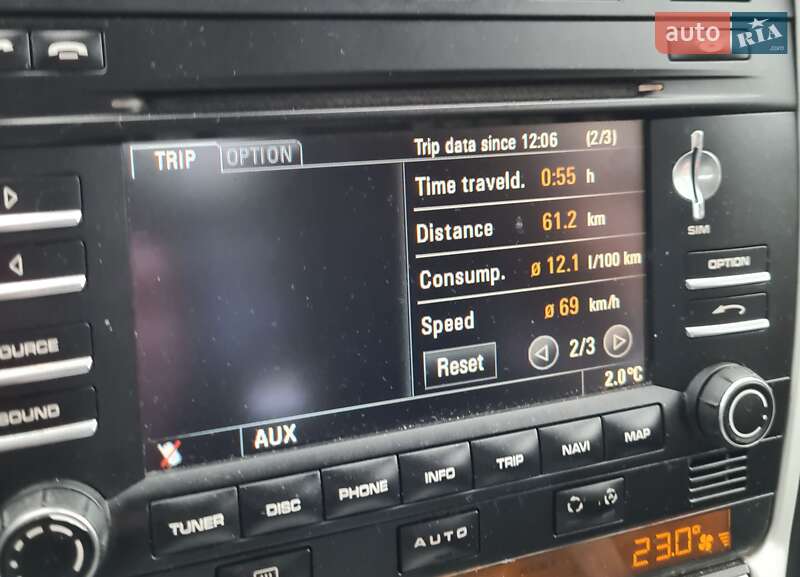 auto RIA
.com
TRIP OPTION
Trip data since 12:06 (2/3)
Time traveld. 0:55 h
Distance 61.2 km
Consump. ø 12.1 l/100 km
Speed ø 69 km/h
Reset 2/3
2.0°C
AUX
SIM
OPTION
OURCE
SOUND
TUNER DISC PHONE INFO TRIP NAVI MAP
AUTO
23.0°